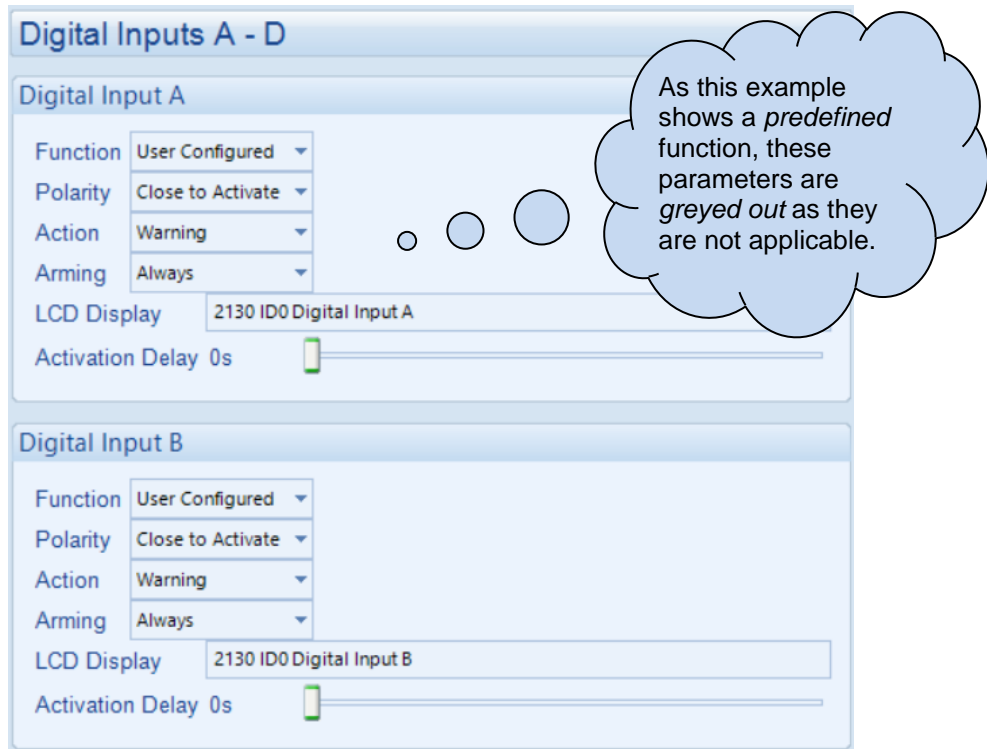 Digital Inputs A - D
Digital Input A
Function User Configured
Polarity Close to Activate
Action Warning
Arming Always
LCD Display 2130 ID0 Digital Input A
Activation Delay 0s
As this example
shows a predefined
function, these
parameters are
greyed out as they
are not applicable.
Digital Input B
Function User Configured
Polarity Close to Activate
Action Warning
Arming Always
LCD Display 2130 ID0 Digital Input B
Activation Delay 0s